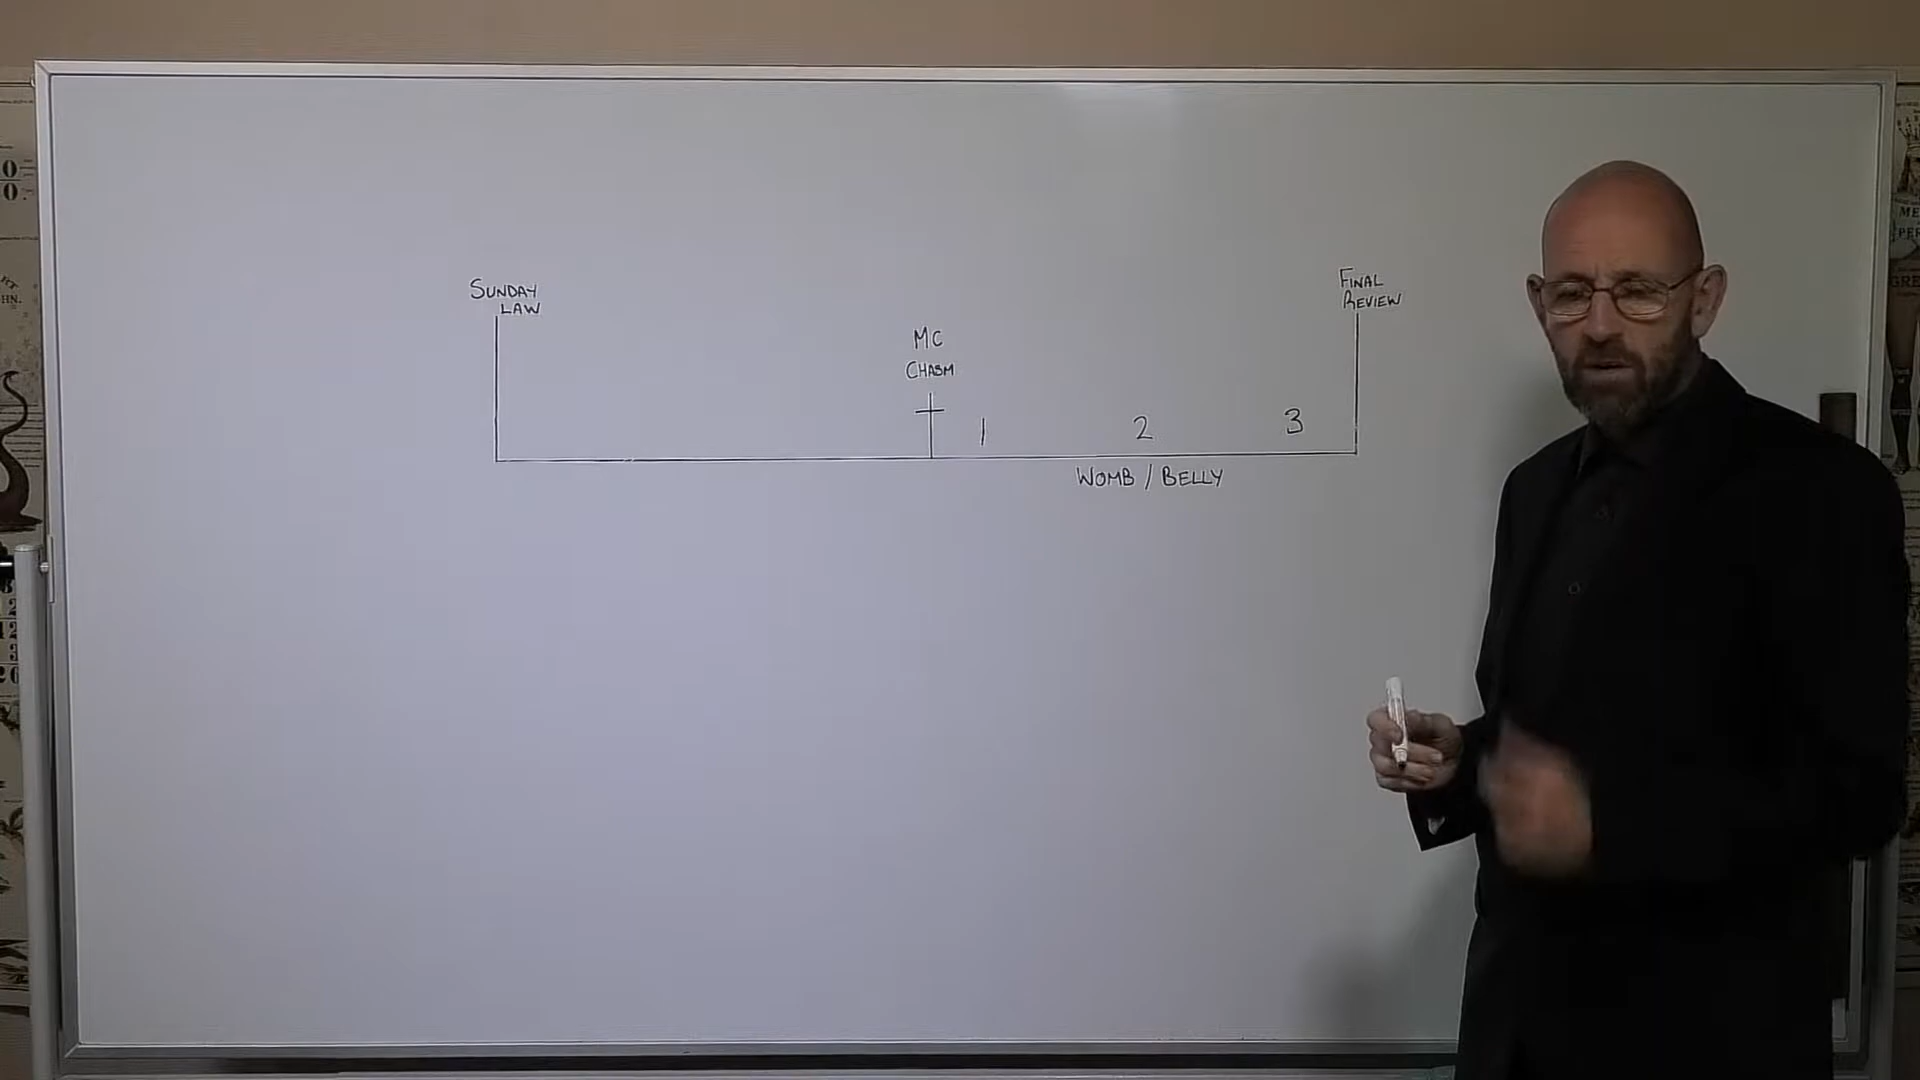 SUNDAY
LAW
FINAL
REVIEW
MC
CHASM
1 2 3
WOMB / BELLY